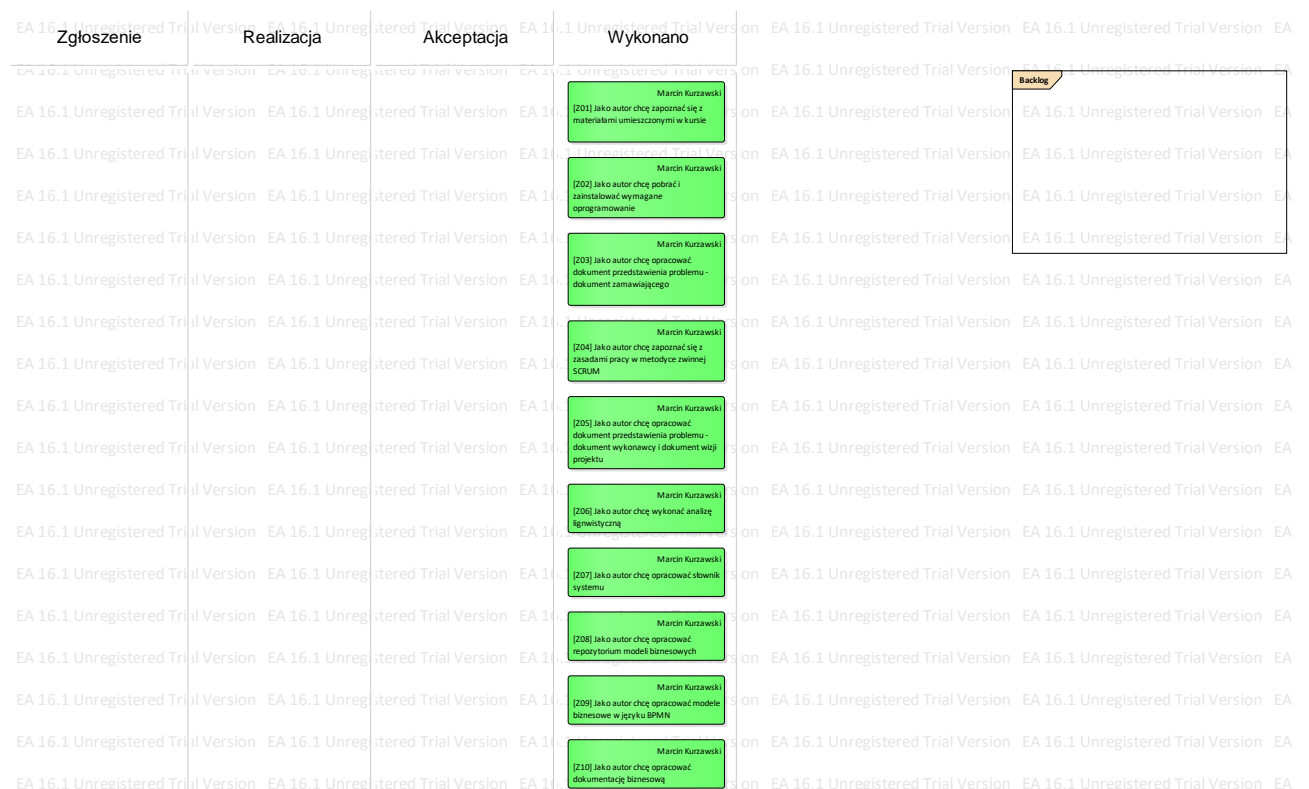 Zgłoszenie
Realizacja
Akceptacja
Wykonano
Backlog
Marcin Kurzawski
[Z01] Jako autor chcę zapoznać się z
materiałami umieszczonymi w kursie
Marcin Kurzawski
[Z02] Jako autor chcę pobrać i
zainstalować wymagane
oprogramowanie
Marcin Kurzawski
[Z03] Jako autor chcę opracować
dokument przedstawienia problemu -
dokument zamawiającego
Marcin Kurzawski
[Z04] Jako autor chcę zapoznać się z
zasadami pracy w metodyce zwinnej
SCRUM
Marcin Kurzawski
[Z05] Jako autor chcę opracować
dokument przedstawienia problemu -
dokument wykonawcy i dokument wizji
projektu
Marcin Kurzawski
[Z06] Jako autor chcę wykonać analizę
lignwistyczną
Marcin Kurzawski
[Z07] Jako autor chcę opracować słownik
systemu
Marcin Kurzawski
[Z08] Jako autor chcę opracować
repozytorium modeli biznesowych
Marcin Kurzawski
[Z09] Jako autor chcę opracować modele
biznesowe w języku BPMN
Marcin Kurzawski
[Z10] Jako autor chcę opracować
dokumentację biznesową
EA 16.1 Unregistered Trial Version